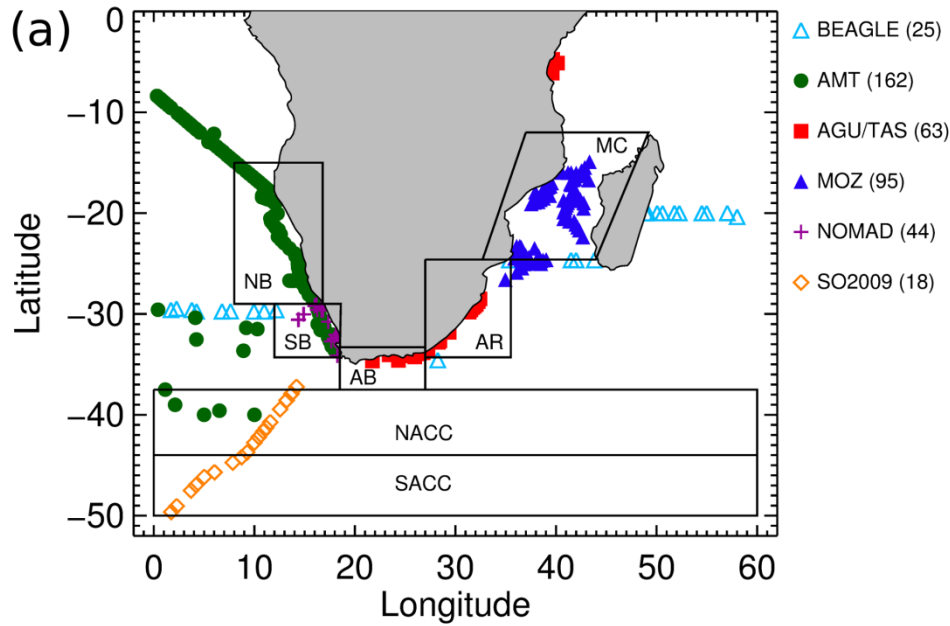 (a)
0
−10
−20
−30
−40
−50
Latitude
MC
NB
SB
AB
AR
NACC
SACC
0 10 20 30 40 50 60
Longitude
BEAGLE (25)
AMT (162)
AGU/TAS (63)
MOZ (95)
NOMAD (44)
SO2009 (18)